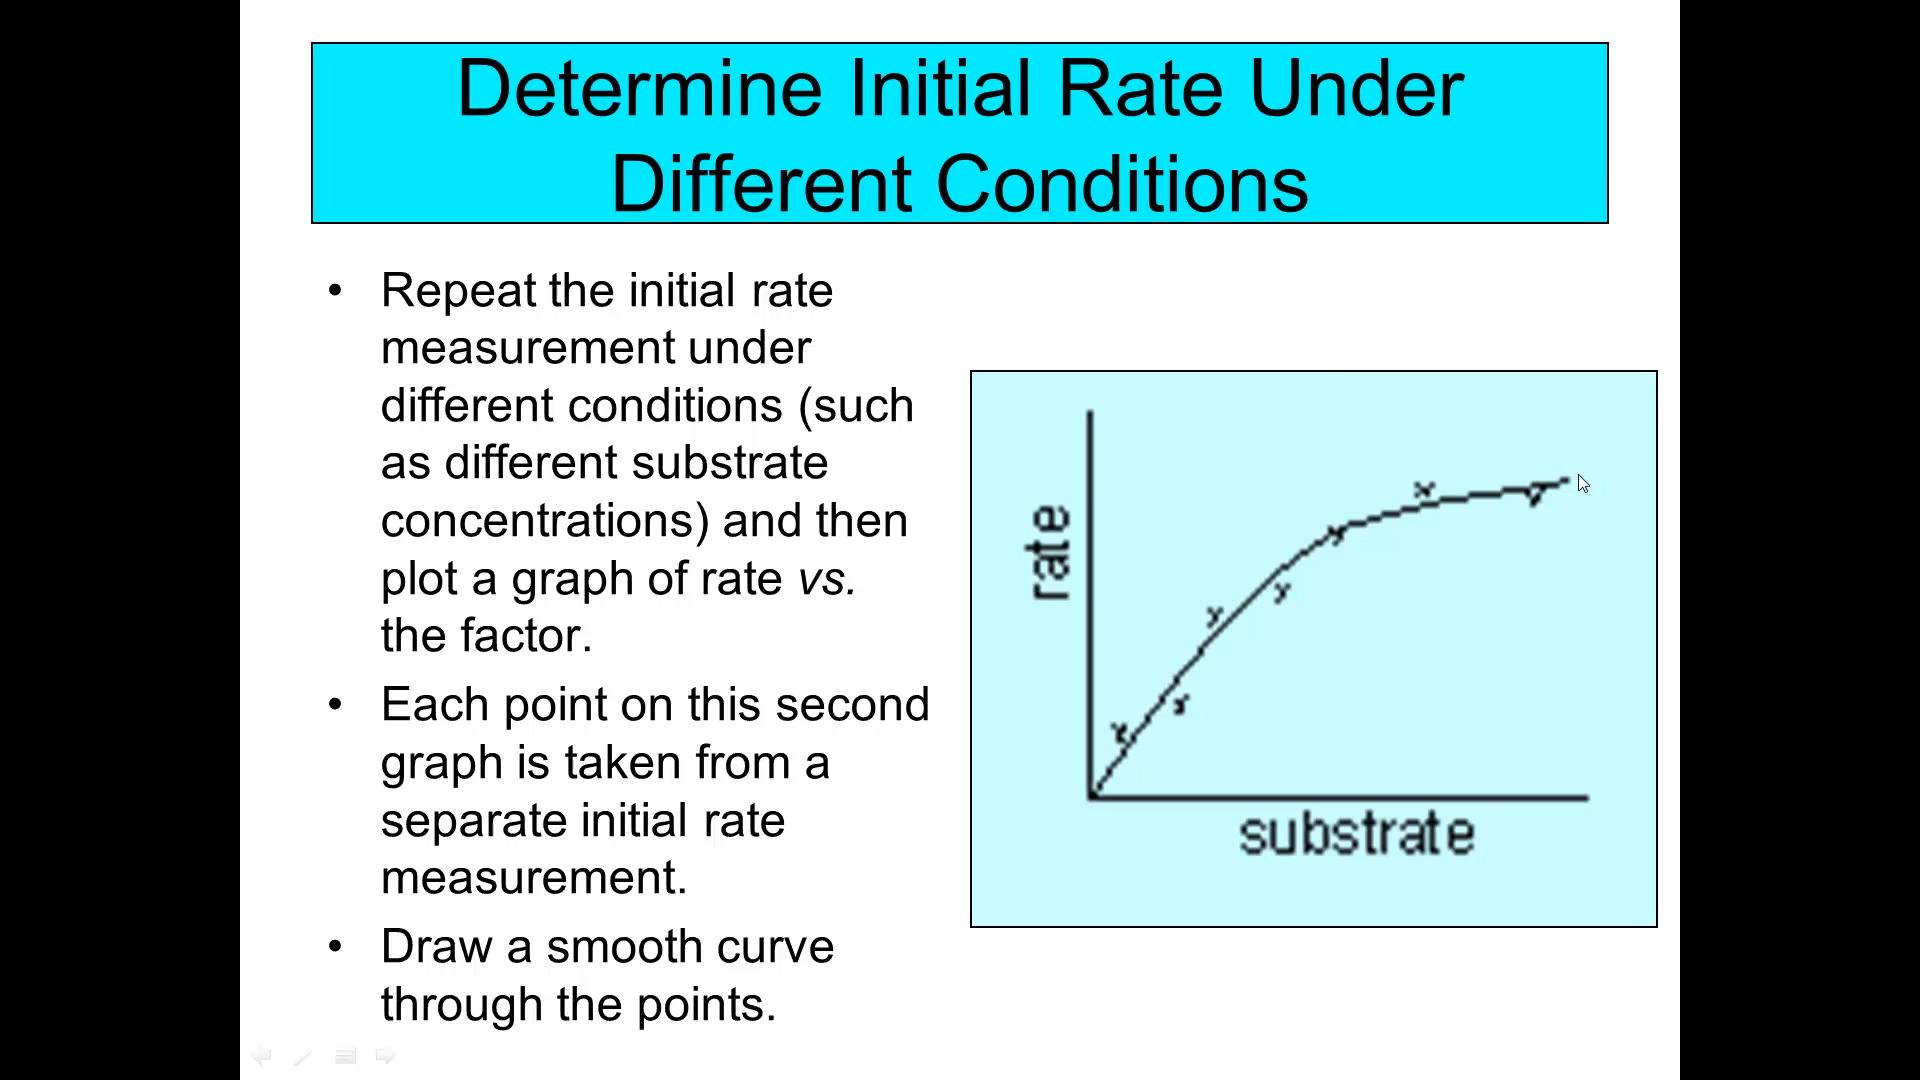 Determine Initial Rate Under
Different Conditions
• Repeat the initial rate
measurement under
different conditions (such
as different substrate
concentrations) and then
plot a graph of rate vs.
the factor.
• Each point on this second
graph is taken from a
separate initial rate
measurement.
• Draw a smooth curve
through the points.
rate
substrate